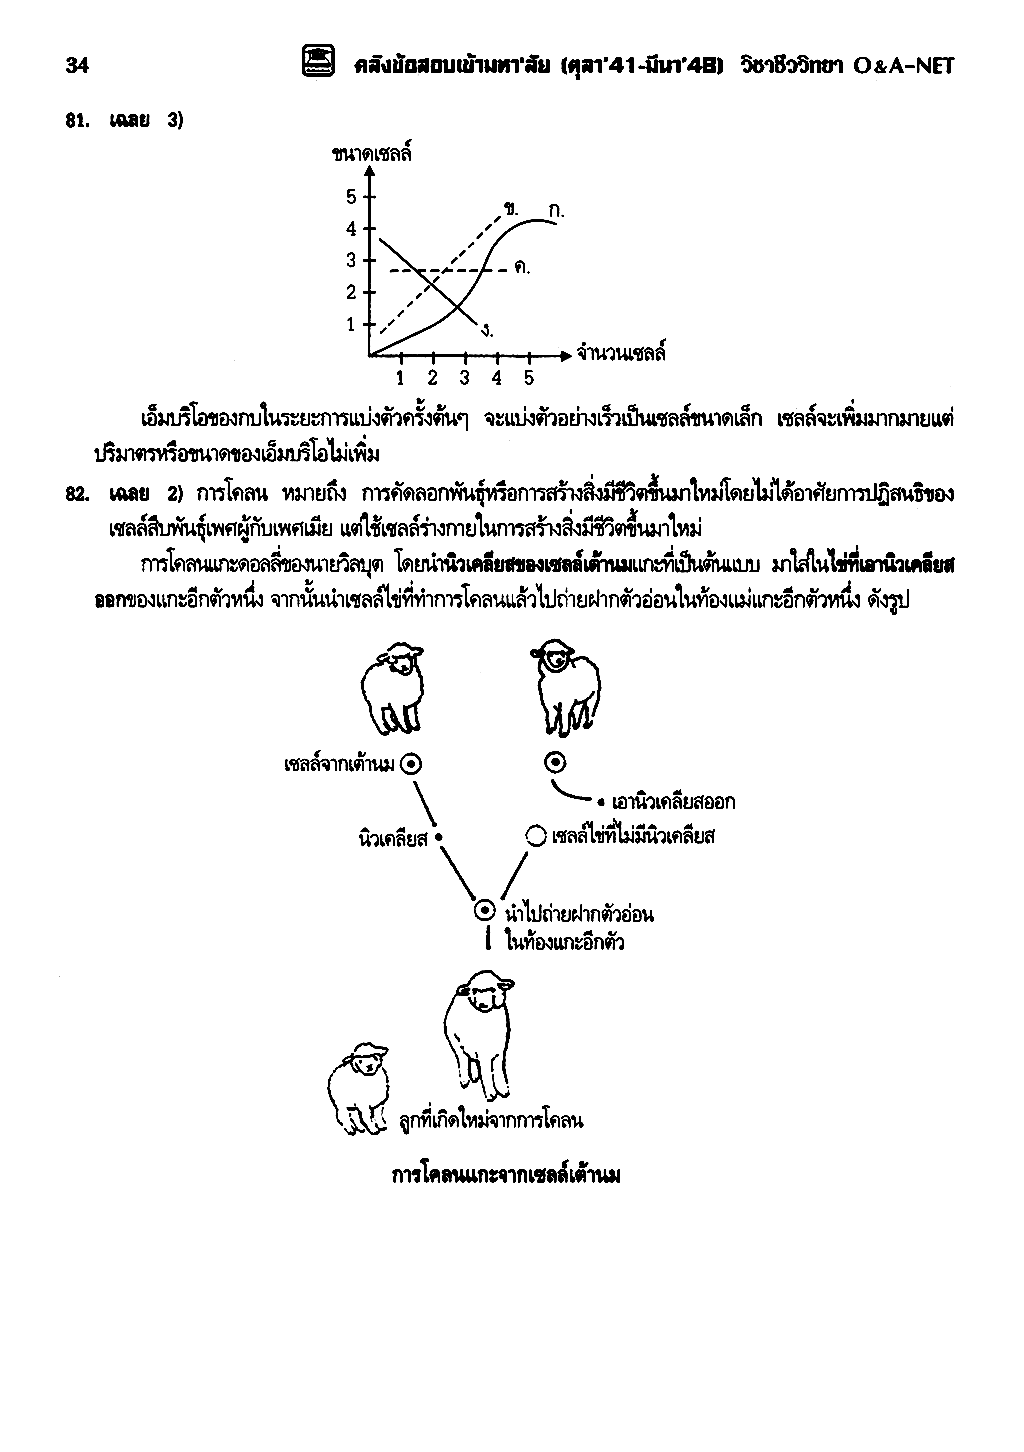 34 คลังข้อสอบเข้ามหา'ลัย (ตุลา'41-มีนา'48) วิชาชีววิทยา O&A-NET
81. เฉลย 3)
ขนาดเซลล์
5
4
3
2
1
ข. ก.
ค.
ง.
จำนวนเซลล์
1 2 3 4 5
เอ็มบริโอของกบในระยะการแบ่งตัวครั้งต้นๆ จะแบ่งตัวอย่างเร็วเป็นเซลล์ขนาดเล็ก เซลล์จะเพิ่มมากมายแต่
ปริมาตรหรือขนาดของเอ็มบริโอไม่เพิ่ม
82. เฉลย 2) การโคลน หมายถึง การคัดลอกพันธุ์หรือการสร้างสิ่งมีชีวิตขึ้นมาใหม่โดยไม่ได้อาศัยการปฏิสนธิของ
เซลล์สืบพันธุ์เพศผู้กับเพศเมีย แต่ใช้เซลล์ร่างกายในการสร้างสิ่งมีชีวิตขึ้นมาใหม่
การโคลนแกะดอลลี่ของนายวิลมุต โดยนำนิวเคลียสของเซลล์เต้านมแกะที่เป็นต้นแบบ มาใส่ในไข่ที่เอานิวเคลียส
ออกของแกะอีกตัวหนึ่ง จากนั้นนำเซลล์ไข่ที่ทำการโคลนแล้วไปถ่ายฝากตัวอ่อนในท้องแม่แกะอีกตัวหนึ่ง ดังรูป
เซลล์จากเต้านม
เอานิวเคลียสออก
นิวเคลียส
เซลล์ไข่ที่ไม่มีนิวเคลียส
นำไปถ่ายฝากตัวอ่อน
ในท้องแกะอีกตัว
ลูกที่เกิดใหม่จากการโคลน
การโคลนแกะจากเซลล์เต้านม